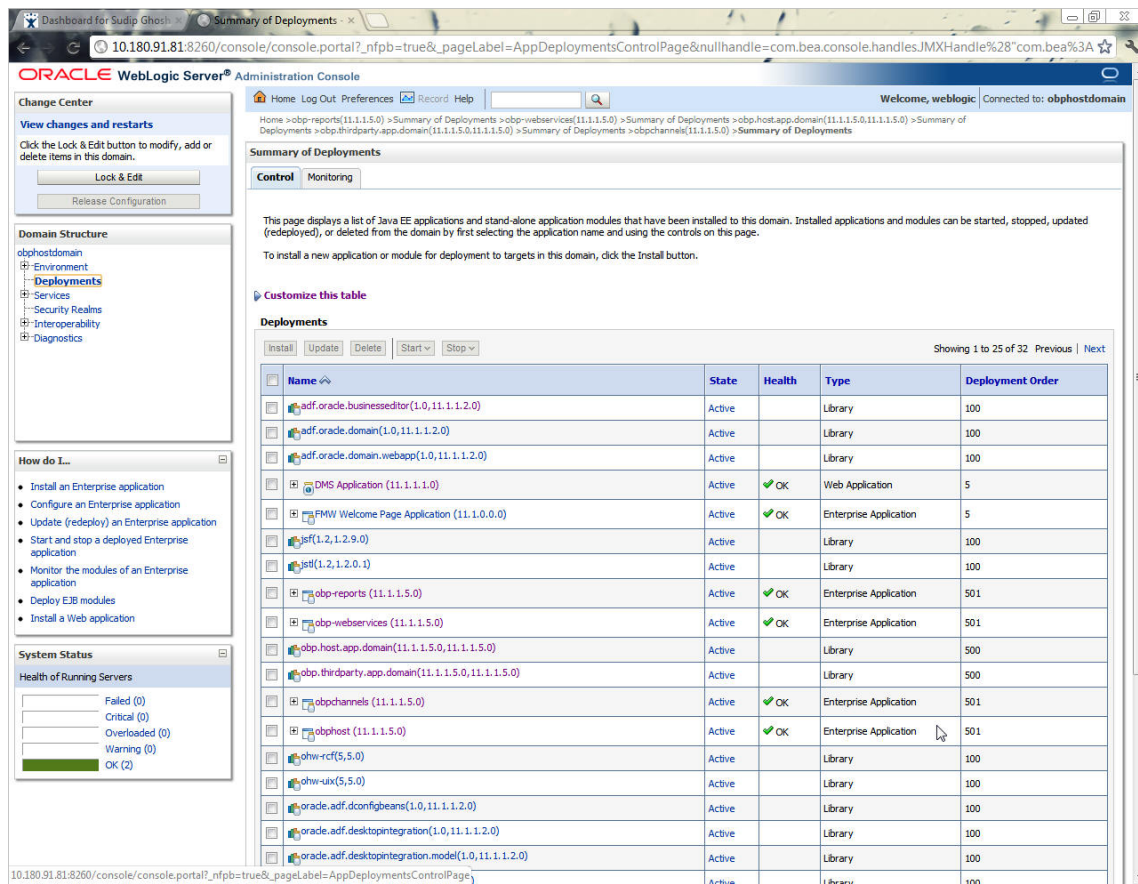 Dashboard for Sudip Ghosh
Summary of Deployments -
10.180.91.81:8260/console/console.portal?_nfpb=true&_pageLabel=AppDeploymentsControlPage&nullhandle=com.bea.console.handles.JMXHandle%28"com.bea%3A
ORACLE WebLogic Server® Administration Console
Change Center
View changes and restarts
Click the Lock & Edit button to modify, add or
delete items in this domain.
Lock & Edit
Release Configuration
Domain Structure
obphostdomain
Environment
Deployments
Services
Security Realms
Interoperability
Diagnostics
How do I...
Install an Enterprise application
Configure an Enterprise application
Update (redeploy) an Enterprise application
Start and stop a deployed Enterprise
application
Monitor the modules of an Enterprise
application
Deploy EJB modules
Install a Web application
System Status
Health of Running Servers
Failed (0)
Critical (0)
Overloaded (0)
Warning (0)
OK (2)
Home Log Out Preferences Record Help
Welcome, weblogic Connected to: obphostdomain
Home >obp-reports(11.1.1.5.0) >Summary of Deployments >obp-webservices(11.1.1.5.0) >Summary of Deployments >obp.host.app.domain(11.1.1.5.0,11.1.1.5.0) >Summary of
Deployments >obp.thirdparty.app.domain(11.1.1.5.0,11.1.1.5.0) >Summary of Deployments >obpchannels(11.1.1.5.0) >Summary of Deployments
Summary of Deployments
Control Monitoring
This page displays a list of Java EE applications and stand-alone application modules that have been installed to this domain. Installed applications and modules can be started, stopped, updated
(redeployed), or deleted from the domain by first selecting the application name and using the controls on this page.
To install a new application or module for deployment to targets in this domain, click the Install button.
Customize this table
Deployments
Install Update Delete Start Stop Showing 1 to 25 of 32 Previous | Next
Name State Health Type Deployment Order
adf.oracle.businesseditor(1.0,11.1.1.2.0) Active Library 100
adf.oracle.domain(1.0,11.1.1.2.0) Active Library 100
adf.oracle.domain.webapp(1.0,11.1.1.2.0) Active Library 100
DMS Application (11.1.1.1.0) Active OK Web Application 5
FMW Welcome Page Application (11.1.0.0.0) Active OK Enterprise Application 5
jsf(1.2,1.2.9.0) Active Library 100
jstl(1.2,1.2.0.1) Active Library 100
obp-reports (11.1.1.5.0) Active OK Enterprise Application 501
obp-webservices (11.1.1.5.0) Active OK Enterprise Application 501
obp.host.app.domain(11.1.1.5.0,11.1.1.5.0) Active Library 500
obp.thirdparty.app.domain(11.1.1.5.0,11.1.1.5.0) Active Library 500
obpchannels (11.1.1.5.0) Active OK Enterprise Application 501
obphost (11.1.1.5.0) Active OK Enterprise Application 501
ohw-rcf(5,5.0) Active Library 100
ohw-uix(5,5.0) Active Library 100
oracle.adf.dconfigbeans(1.0,11.1.1.2.0) Active Library 100
oracle.adf.desktopintegration(1.0,11.1.1.2.0) Active Library 100
oracle.adf.desktopintegration.model(1.0,11.1.1.2.0) Active Library 100
Active Library 100
10.180.91.81:8260/console/console.portal?_nfpb=true&_pageLabel=AppDeploymentsControlPage